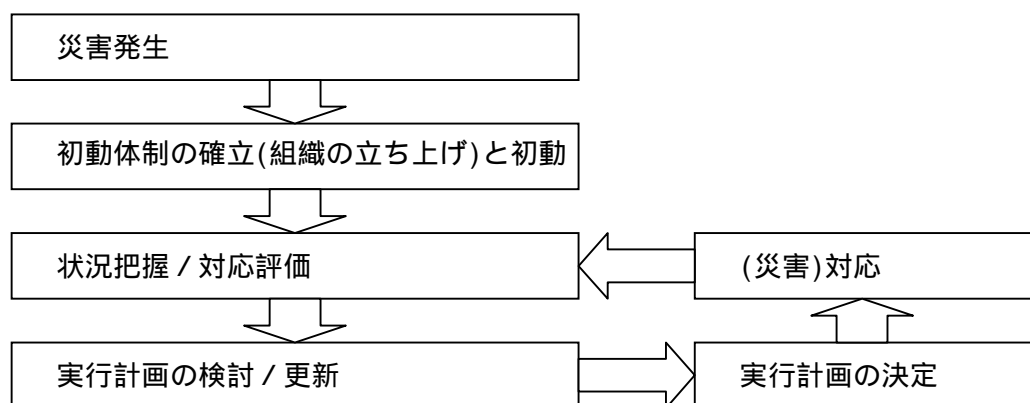 災害発生
初動体制の確立(組織の立ち上げ)と初動
状況把握 / 対応評価
(災害)対応
実行計画の検討 / 更新
実行計画の決定